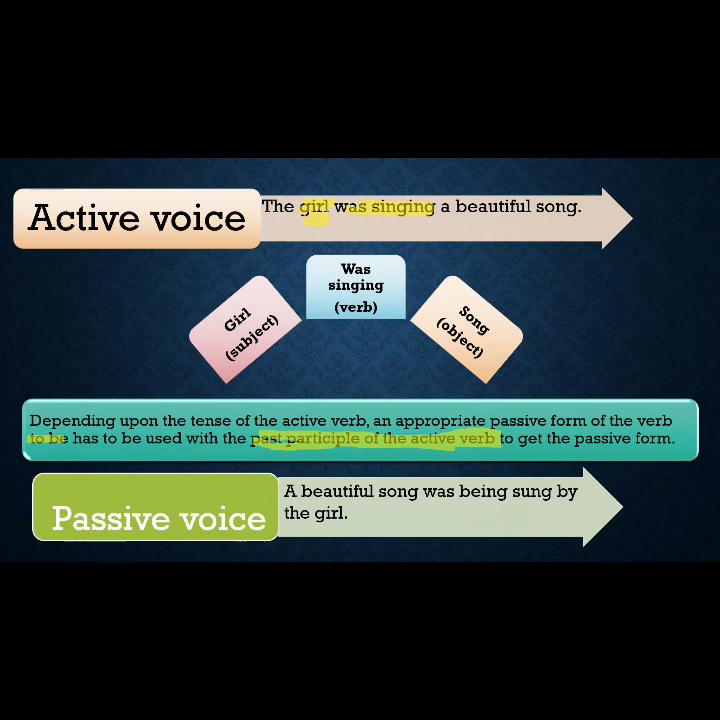 Active voice
The girl was singing a beautiful song.
Was
singing
(verb)
Girl
(subject)
Song
(object)
Depending upon the tense of the active verb, an appropriate passive form of the verb
to be has to be used with the past participle of the active verb to get the passive form.
Passive voice
A beautiful song was being sung by
the girl.